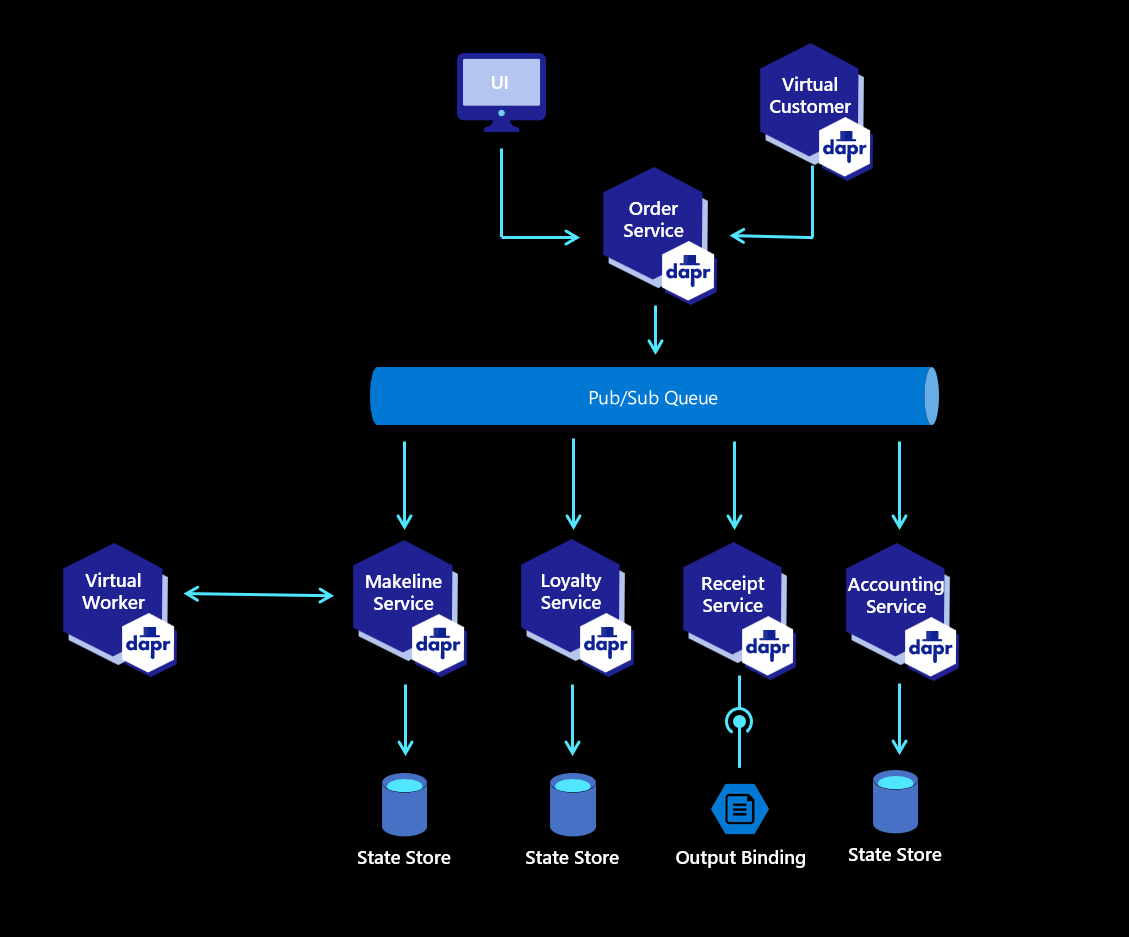 UI
Virtual
Customer
dapr
Order
Service
dapr
Pub/Sub Queue
Virtual
Worker
dapr
Makeline
Service
dapr
Loyalty
Service
dapr
Receipt
Service
dapr
Accounting
Service
dapr
State Store
State Store
Output Binding
State Store